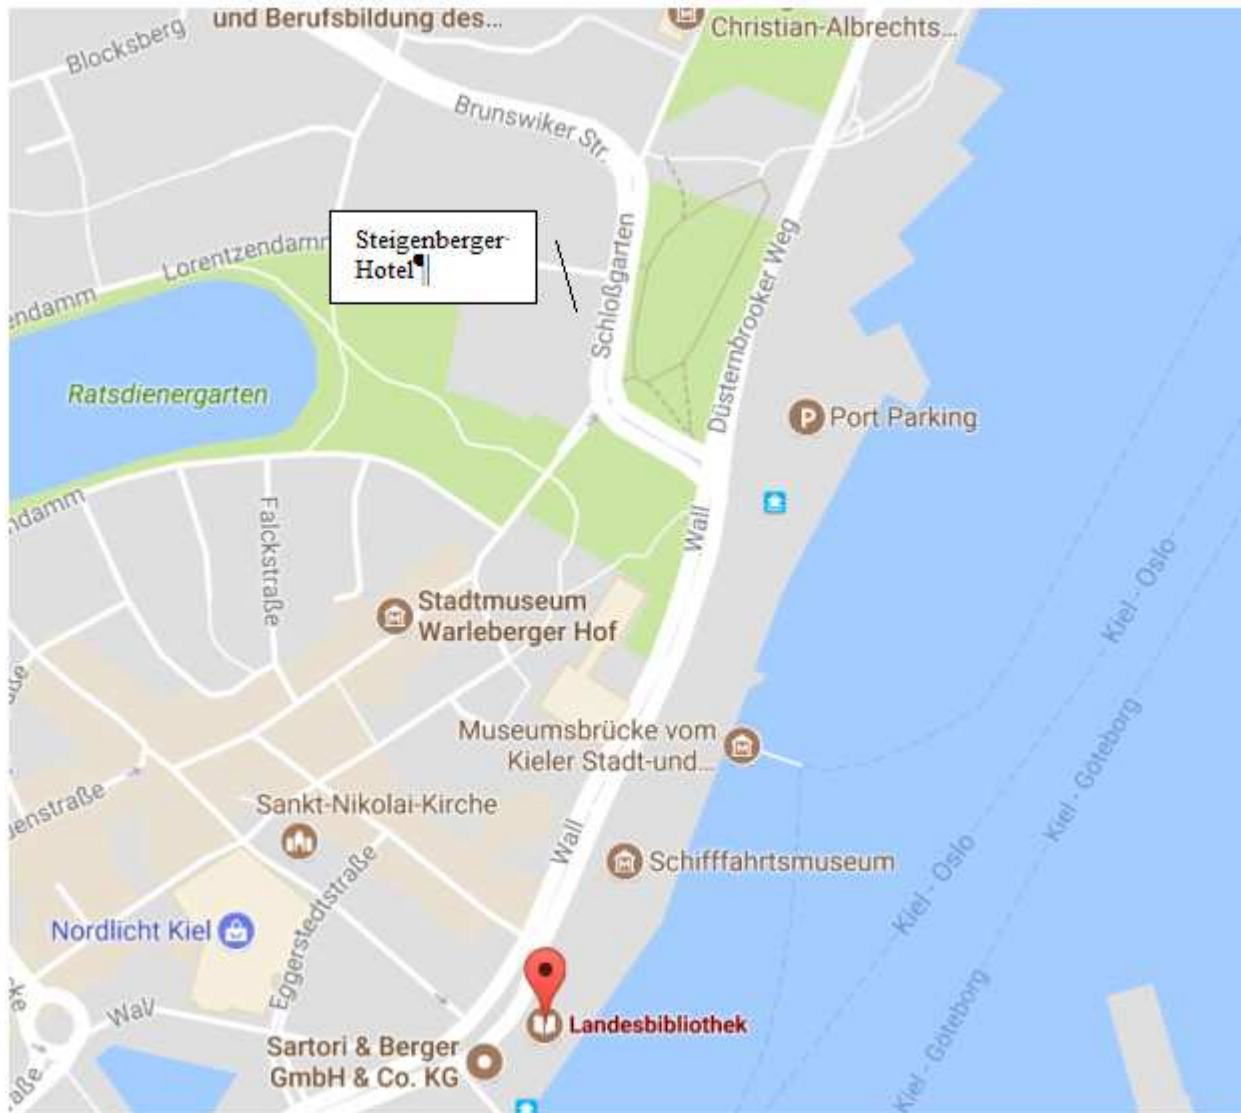 und Berufsbildung des...
Christian-Albrechts...
Blocksberg
Brunswiker Str.
Steigenberger
Hotel¶
Lorentzendamm
endamm
Schloßgarten
Düsternbrooker Weg
Ratsdienergarten
P Port Parking
ndamm
Falckstraße
Wall
Kiel - Oslo
Stadtmuseum
Warleberger Hof
Kiel - Göteborg
Museumsbrücke vom
Kieler Stadt-und...
enstraße
Sankt-Nikolai-Kirche
Wall
Schifffahrtsmuseum
Kiel - Oslo
Nordlicht Kiel
Eggerstedtstraße
Kiel - Göteborg
Wall
Landesbibliothek
Sartori & Berger
GmbH & Co. KG
raße